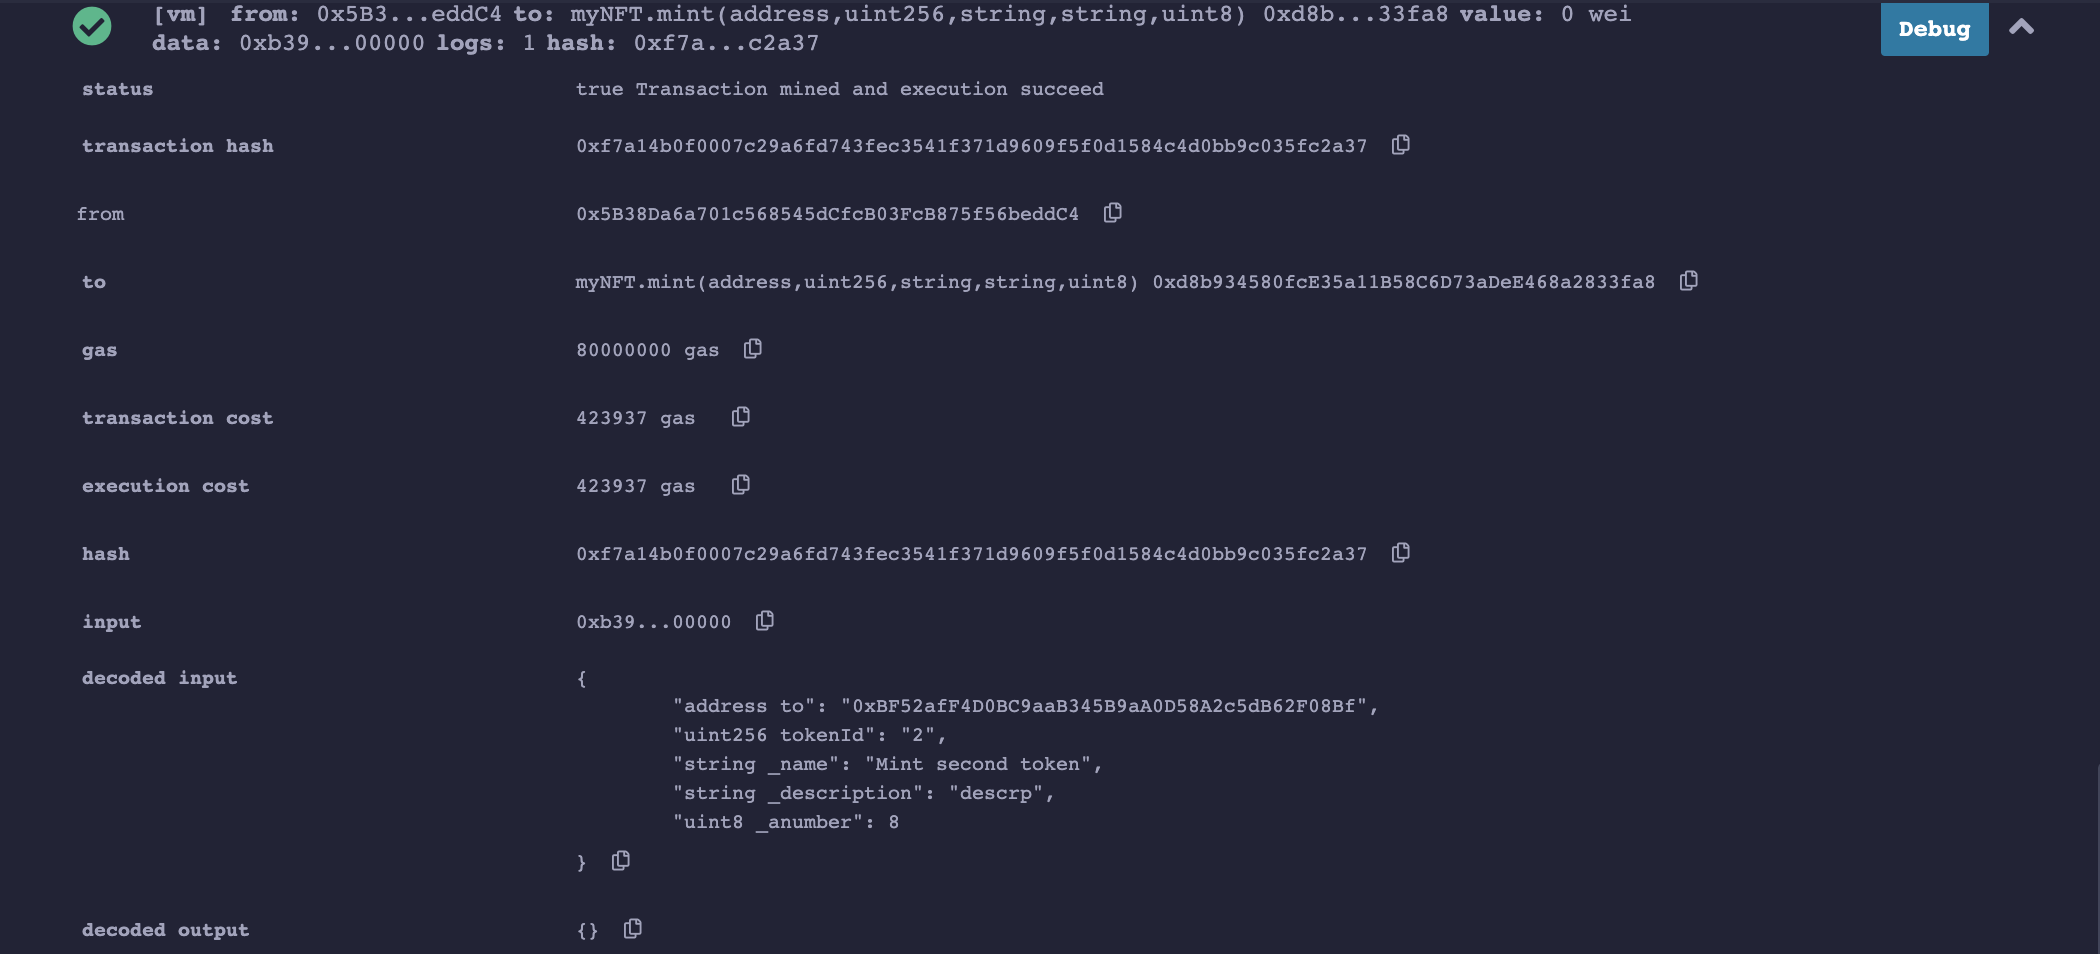 [vm] from: 0x5B3...eddC4 to: myNFT.mint(address,uint256,string,string,uint8) 0xd8b...33fa8 value: 0 wei
data: 0xb39...00000 logs: 1 hash: 0xf7a...c2a37
Debug
status true Transaction mined and execution succeed
transaction hash 0xf7a14b0f0007c29a6fd743fec3541f371d9609f5f0d1584c4d0bb9c035fc2a37
from 0x5B38Da6a701c568545dCfcB03FcB875f56beddC4
to myNFT.mint(address,uint256,string,string,uint8) 0xd8b934580fcE35a11B58C6D73aDeE468a2833fa8
gas 80000000 gas
transaction cost 423937 gas
execution cost 423937 gas
hash 0xf7a14b0f0007c29a6fd743fec3541f371d9609f5f0d1584c4d0bb9c035fc2a37
input 0xb39...00000
decoded input {
"address to": "0xBF52afF4D0BC9aaB345B9aA0D58A2c5dB62F08Bf",
"uint256 tokenId": "2",
"string _name": "Mint second token",
"string _description": "descrp",
"uint8 _anumber": 8
}
decoded output {}